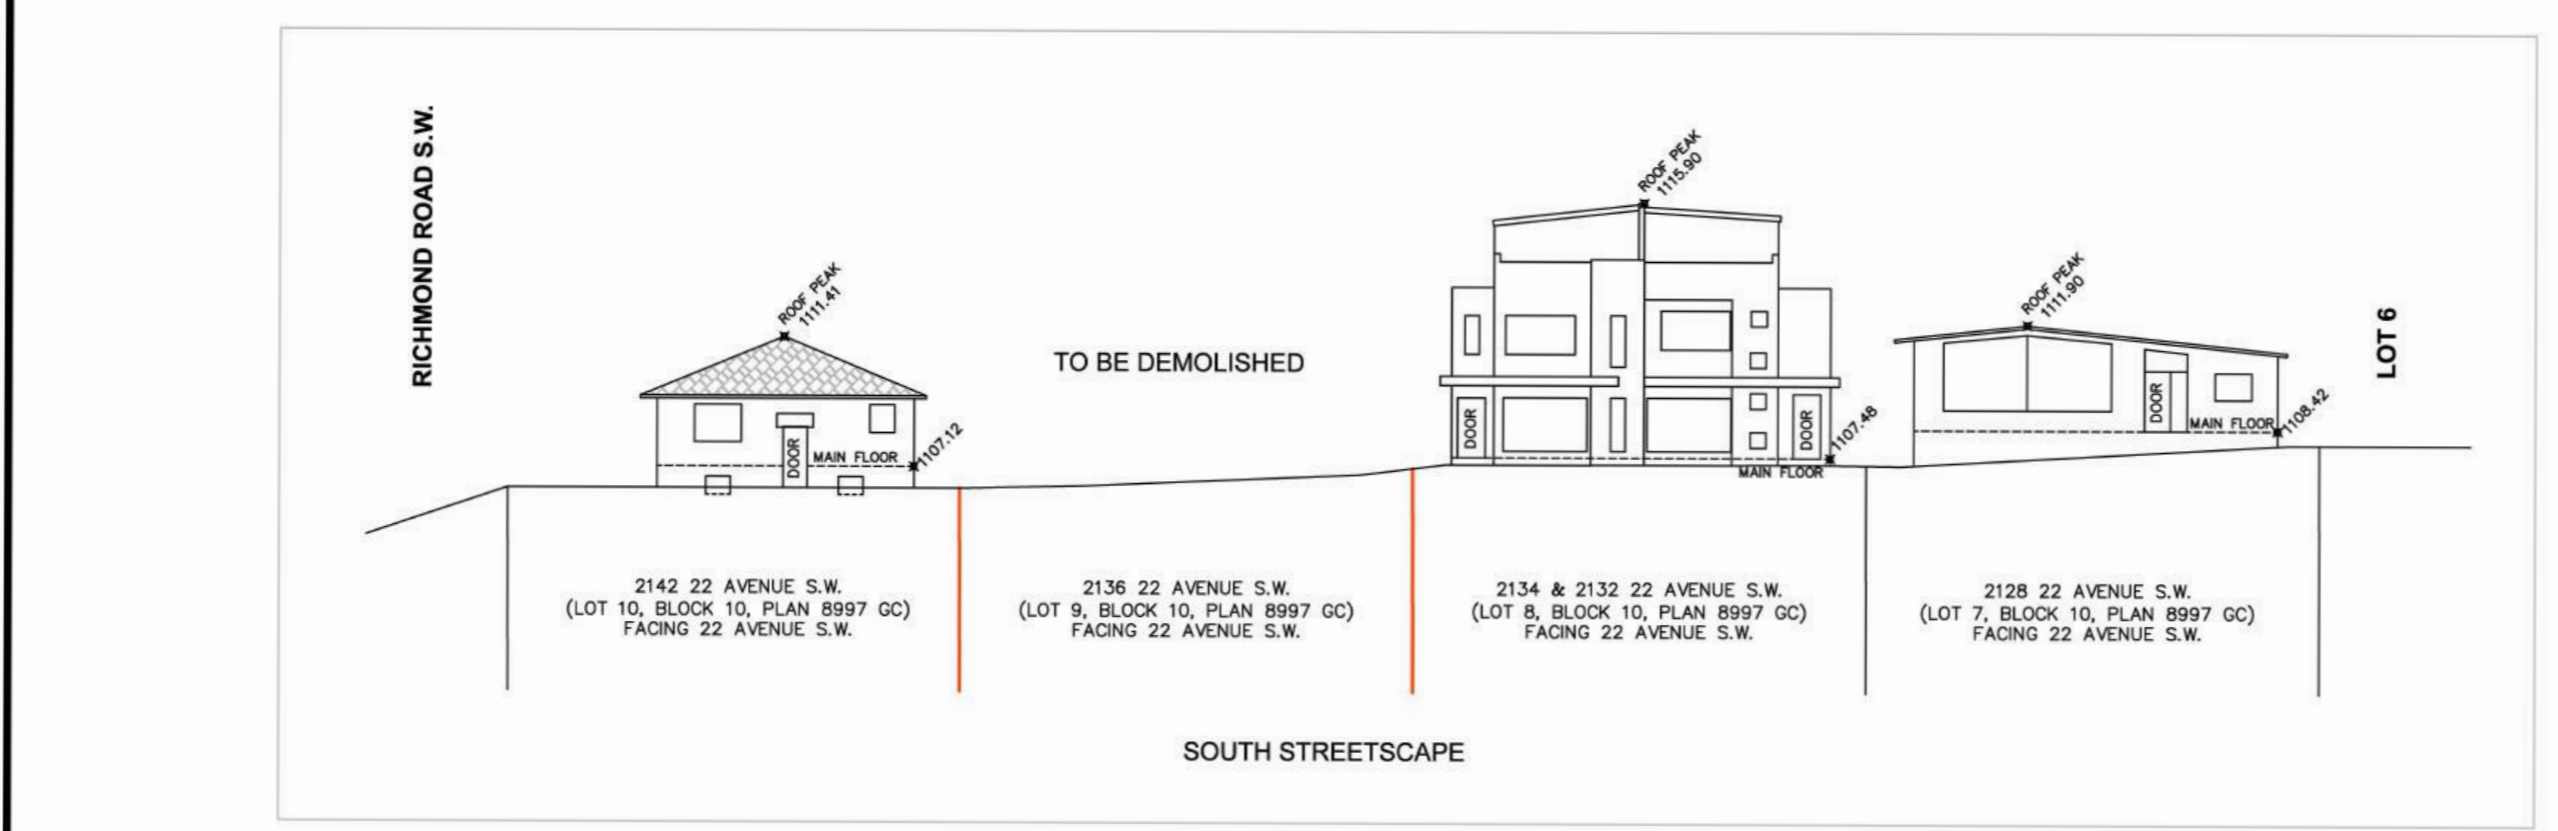 RICHMOND ROAD S.W.
ROOF PEAK
1111.41
DOOR
MAIN FLOOR
1107.12
TO BE DEMOLISHED
ROOF PEAK
1115.90
DOOR
DOOR
1107.48
MAIN FLOOR
ROOF PEAK
1111.90
DOOR
MAIN FLOOR
1108.42
LOT 6
2142 22 AVENUE S.W.
(LOT 10, BLOCK 10, PLAN 8997 GC)
FACING 22 AVENUE S.W.
2136 22 AVENUE S.W.
(LOT 9, BLOCK 10, PLAN 8997 GC)
FACING 22 AVENUE S.W.
2134 & 2132 22 AVENUE S.W.
(LOT 8, BLOCK 10, PLAN 8997 GC)
FACING 22 AVENUE S.W.
2128 22 AVENUE S.W.
(LOT 7, BLOCK 10, PLAN 8997 GC)
FACING 22 AVENUE S.W.
SOUTH STREETSCAPE